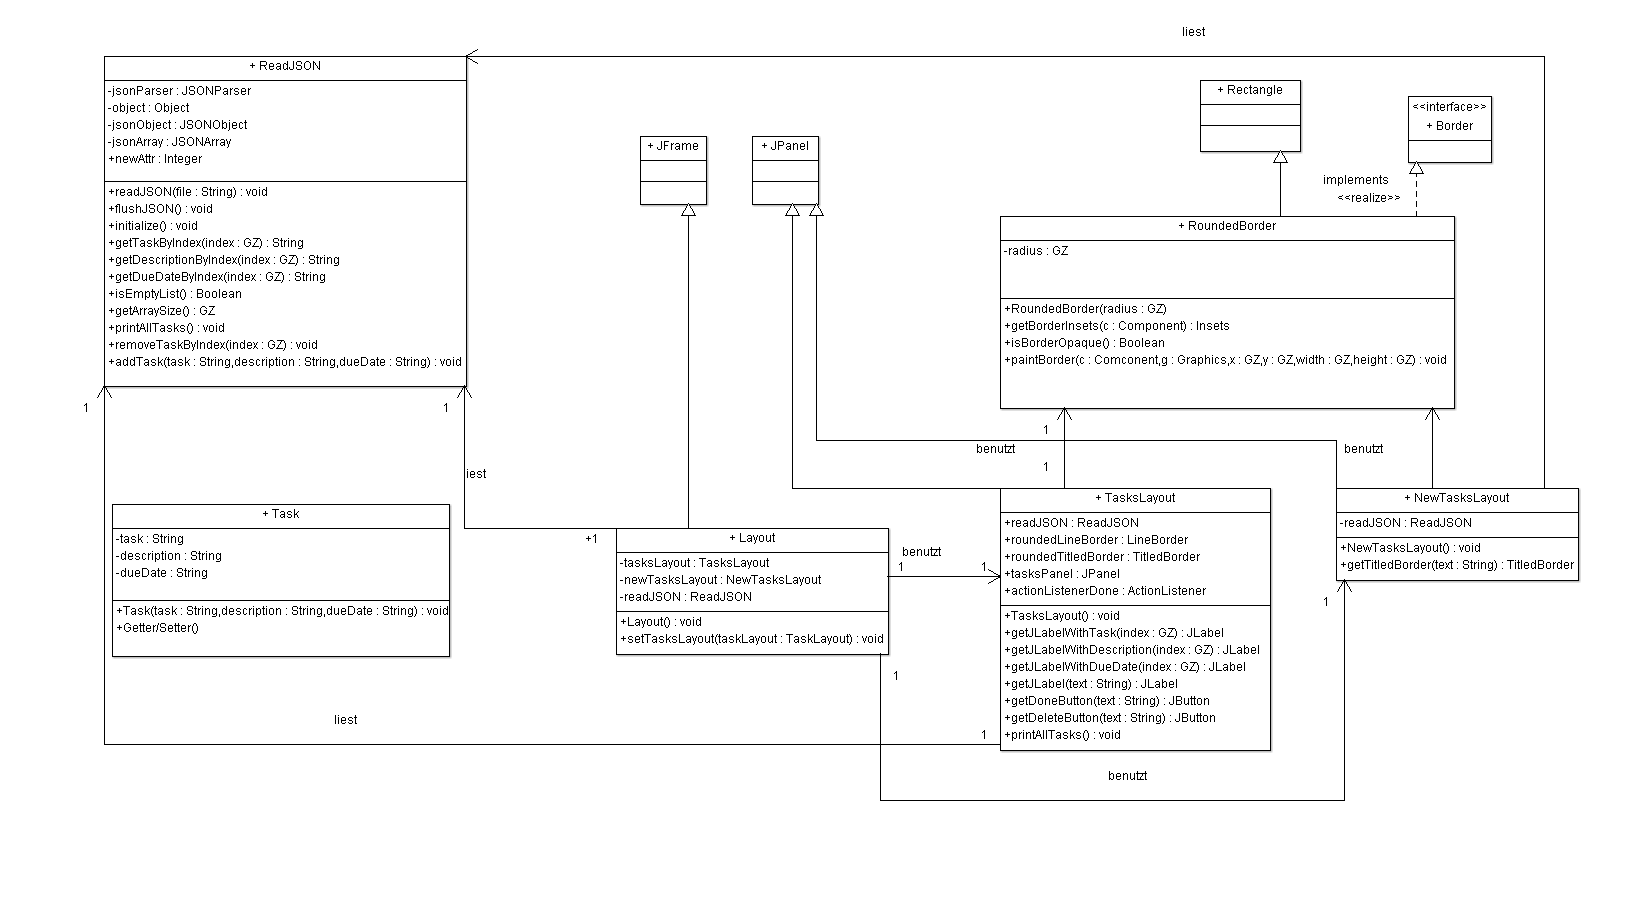 liest
+ ReadJSON
-jsonParser : JSONParser
-object : Object
-jsonObject : JSONObject
-jsonArray : JSONArray
+newAttr : Integer
+readJSON(file : String) : void
+flushJSON() : void
+initialize() : void
+getTaskByIndex(index : GZ) : String
+getDescriptionByIndex(index : GZ) : String
+getDueDateByIndex(index : GZ) : String
+isEmptyList() : Boolean
+getArraySize() : GZ
+printAllTasks() : void
+removeTaskByIndex(index : GZ) : void
+addTask(task : String,description : String,dueDate : String) : void
+ JFrame
+ JPanel
+ Rectangle
<<interface>>
+ Border
implements
<<realize>>
+ RoundedBorder
-radius : GZ
+RoundedBorder(radius : GZ)
+getBorderInsets(c : Component) : Insets
+isBorderOpaque() : Boolean
+paintBorder(c : Comconent,g : Graphics,x : GZ,y : GZ,width : GZ,height : GZ) : void
1
1
1
benutzt
benutzt
1
iest
+ Task
-task : String
-description : String
-dueDate : String
+Task(task : String,description : String,dueDate : String) : void
+Getter/Setter()
+1
+ Layout
-tasksLayout : TasksLayout
-newTasksLayout : NewTasksLayout
-readJSON : ReadJSON
+Layout() : void
+setTasksLayout(taskLayout : TaskLayout) : void
benutzt
1
1
+ TasksLayout
+readJSON : ReadJSON
+roundedLineBorder : LineBorder
+roundedTitledBorder : TitledBorder
+tasksPanel : JPanel
+actionListenerDone : ActionListener
+TasksLayout() : void
+getJLabelWithTask(index : GZ) : JLabel
+getJLabelWithDescription(index : GZ) : JLabel
+getJLabelWithDueDate(index : GZ) : JLabel
+getJLabel(text : String) : JLabel
+getDoneButton(text : String) : JButton
+getDeleteButton(text : String) : JButton
+printAllTasks() : void
+ NewTasksLayout
-readJSON : ReadJSON
+NewTasksLayout() : void
+getTitledBorder(text : String) : TitledBorder
1
1
liest
1
benutzt